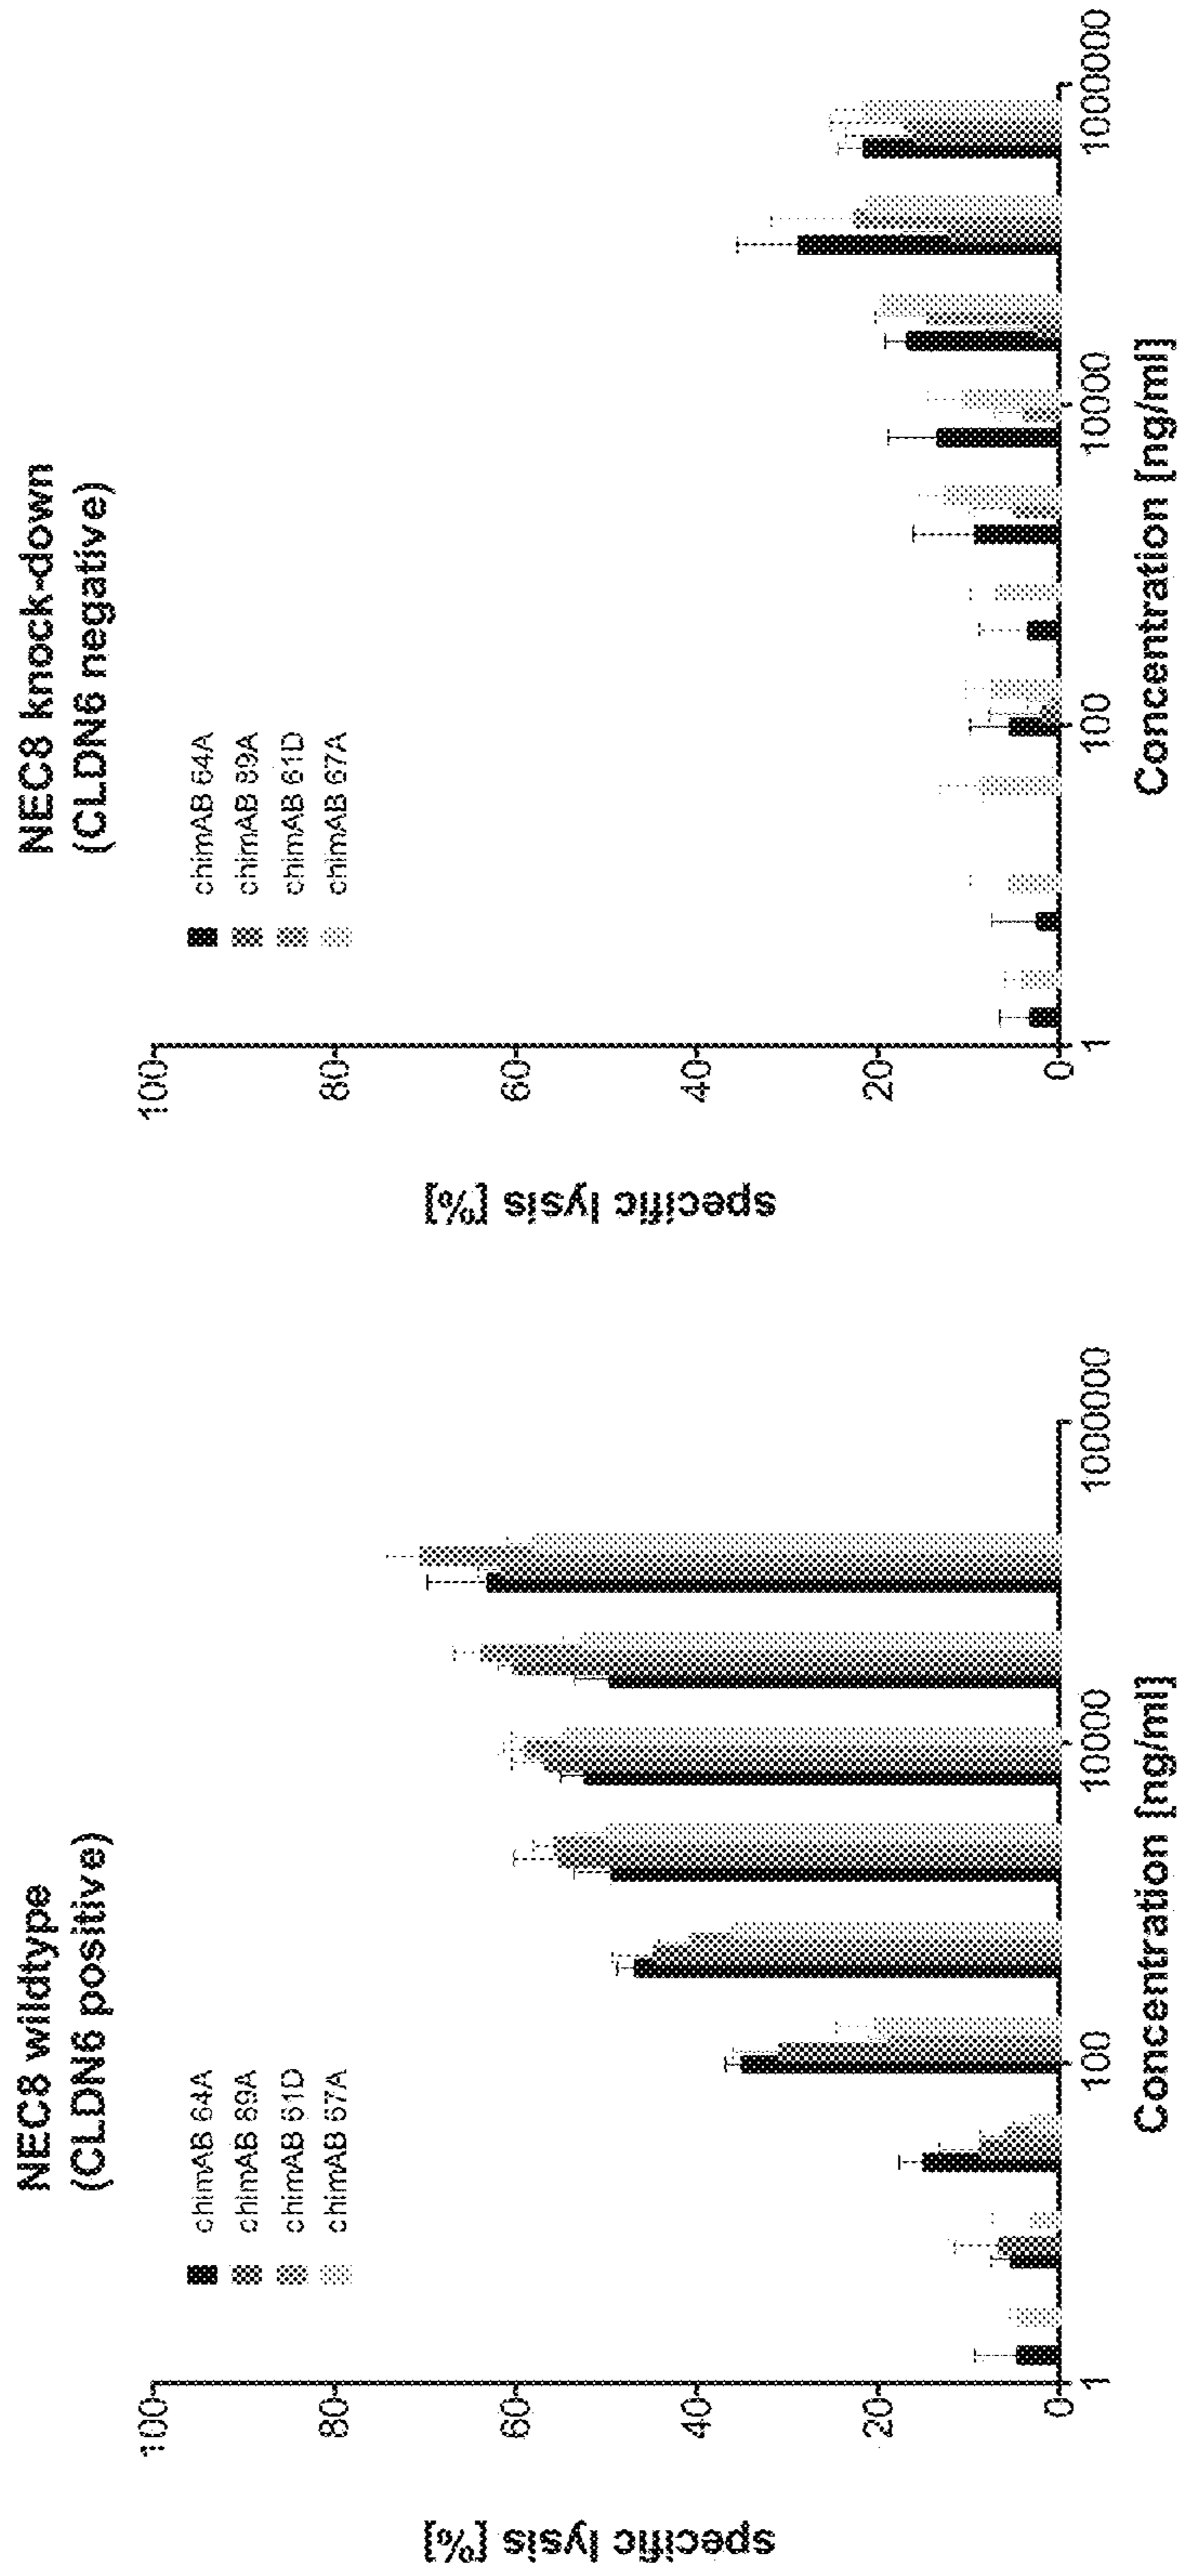 NEC8 wildtype
(CLDN6 positive)
chimAB 64A
chimAB 89A
chimAB 61D
chimAB 67A
specific lysis [%]
100
80
60
40
20
0
1
100
10000
1000000
Concentration [ng/ml]
NEC8 knock-down
(CLDN6 negative)
chimAB 64A
chimAB 89A
chimAB 61D
chimAB 67A
specific lysis [%]
100
80
60
40
20
0
1
100
10000
1000000
Concentration [ng/ml]